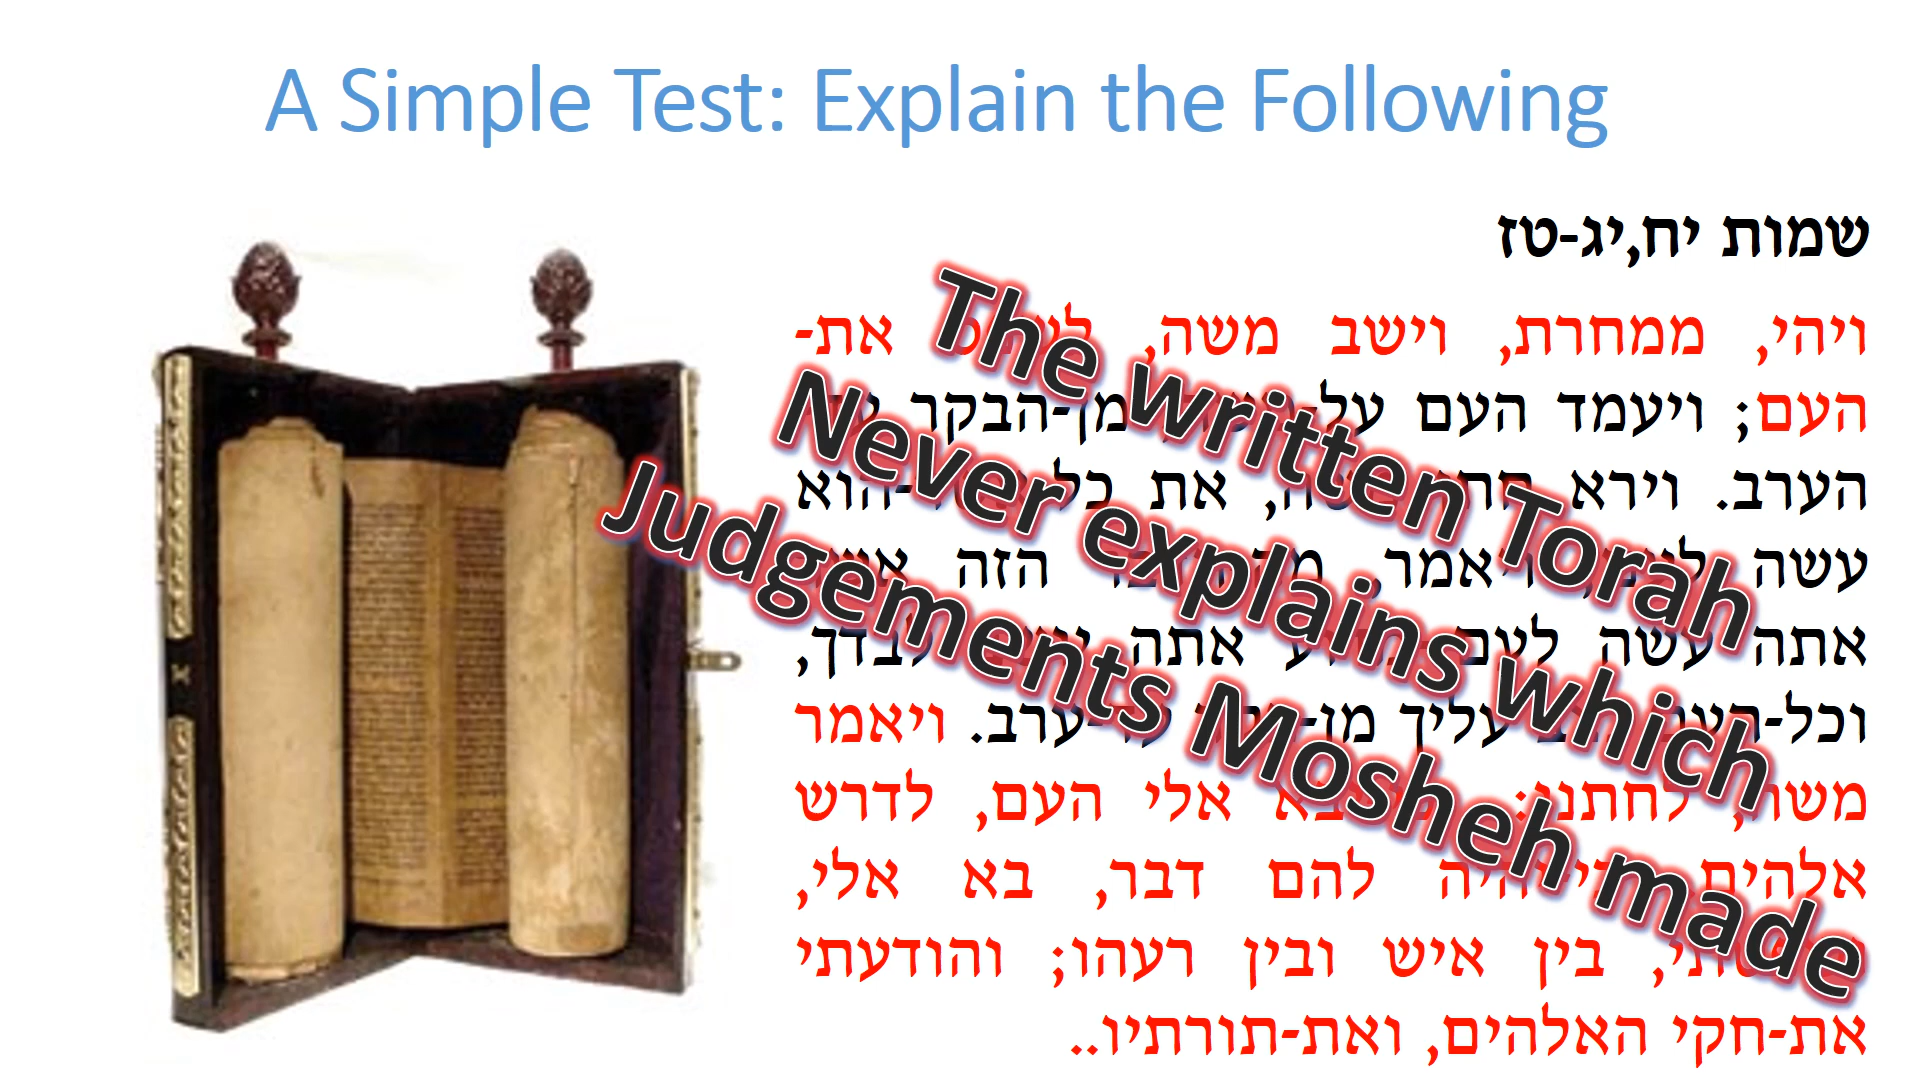 A Simple Test: Explain the Following
שמות יח,יג-טז
ויהי, ממחרת, וישב משה, את-
העם; ויעמד העם מן-הבקר
הערב. וירא את
עשה הזה
אתה עשה אתה לבדך,
עליך ויאמר
משה, לחתנו: אלי העם, לדרש
אלהים. להם דבר, בא אלי,
בין איש ובין רעהו; והודעתי
את-חקי האלהים, ואת-תורתיו..
The written Torah
Never explains which
Judgements Mosheh made